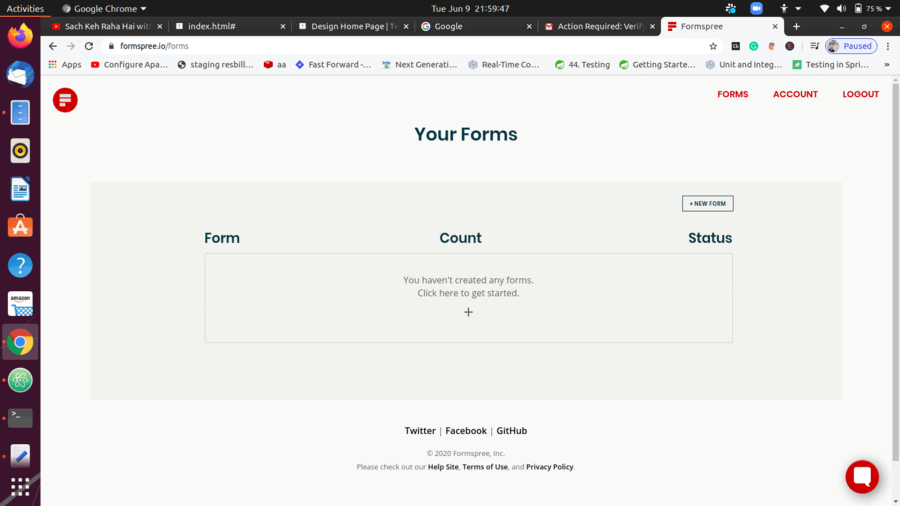 Activities Google Chrome Tue Jun 9 21:59:47 75 %
Sach Keh Raha Hai with index.html# Design Home Page | Te Google Action Required: Verif Formspree
formspree.io/forms Paused
Apps Configure Apa... staging resbill... aa Fast Forward -... Next Generati... Real-Time Co... 44. Testing Getting Starte... Unit and Integ... Testing in Spri... »
FORMS ACCOUNT LOGOUT
Your Forms
+ NEW FORM
Form Count Status
You haven't created any forms.
Click here to get started.
+
Twitter | Facebook | GitHub
© 2020 Formspree, Inc.
Please check out our Help Site, Terms of Use, and Privacy Policy.
amazon